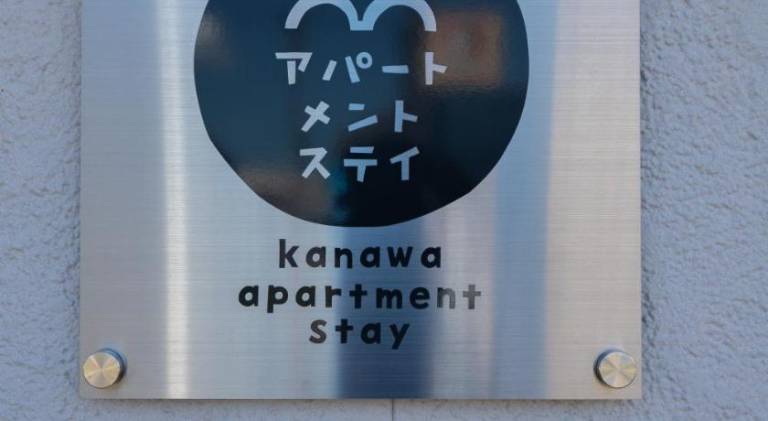 アパート
メント
ステイ
kanawa
apartment
stay